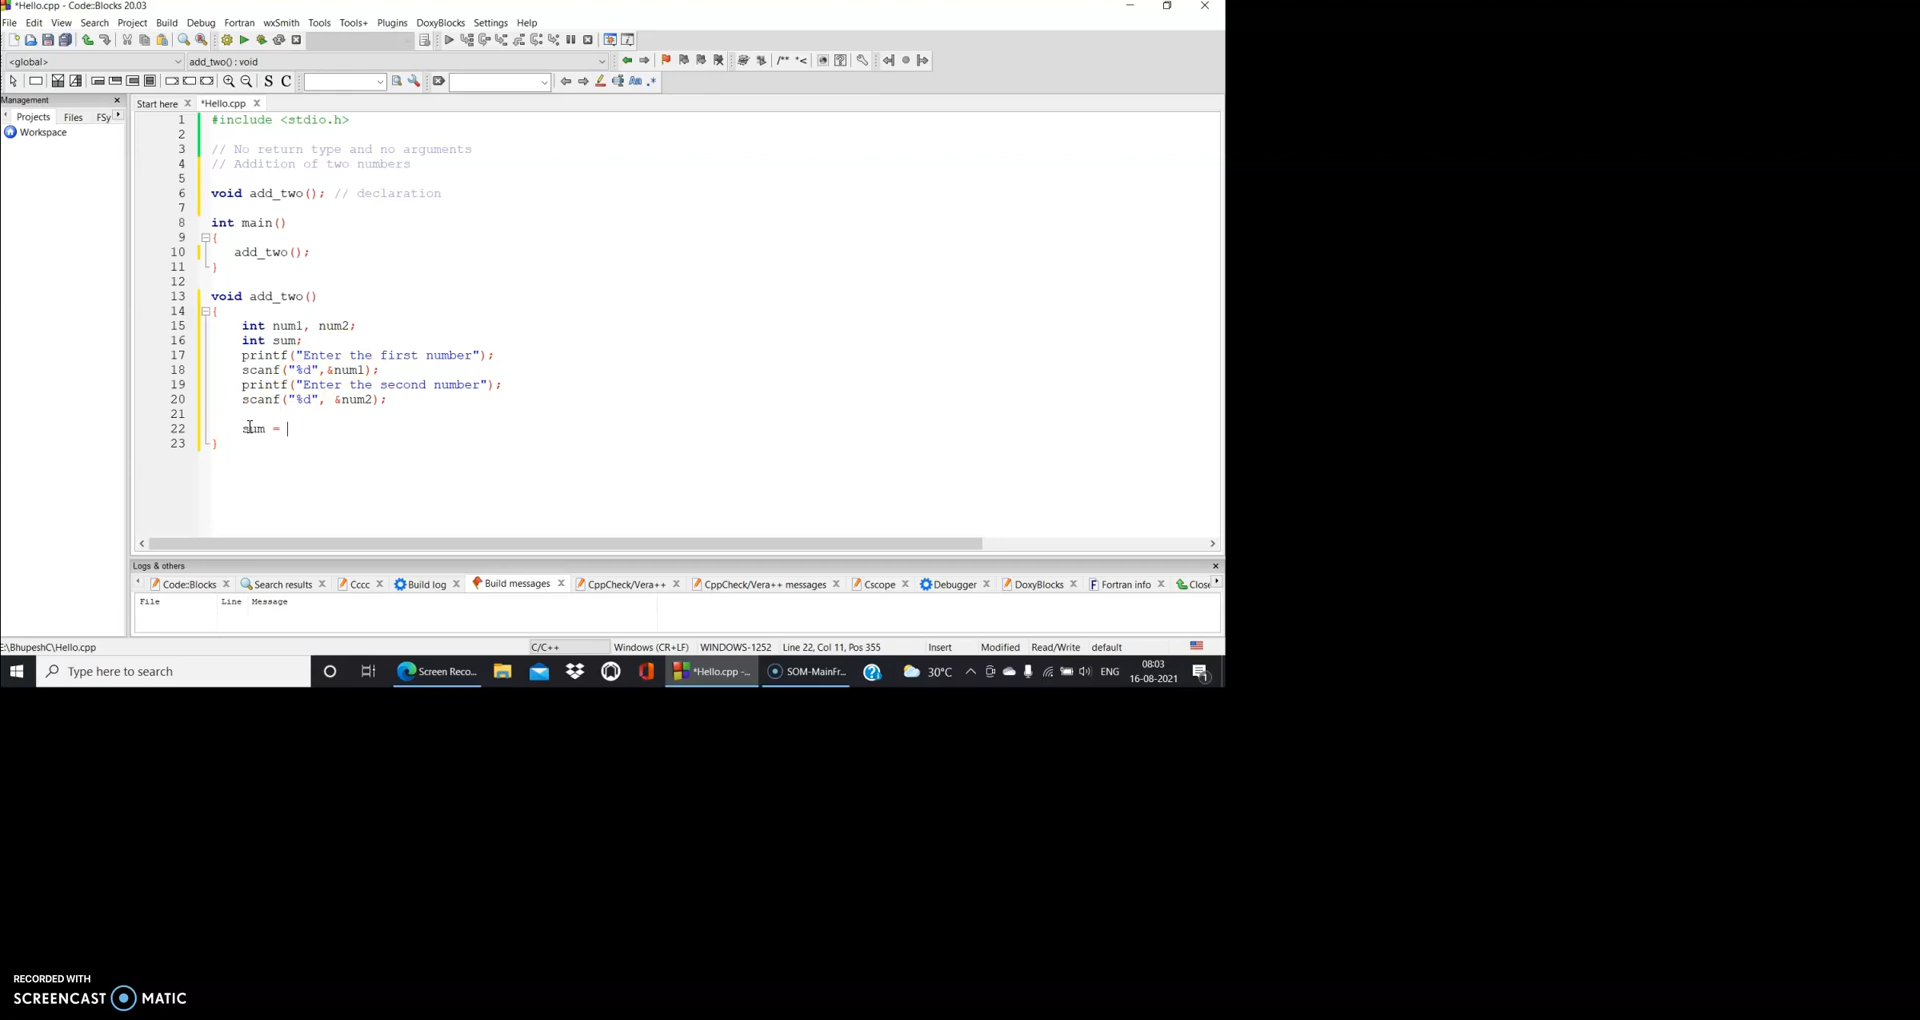 *Hello.cpp - Code::Blocks 20.03
File Edit View Search Project Build Debug Fortran wxSmith Tools Tools+ Plugins DoxyBlocks Settings Help
<global> add_two() : void
/** *<
S C
Aa .*
Management
Start here *Hello.cpp
Projects Files FSy
Workspace
1 #include <stdio.h>
2
3 // No return type and no arguments
4 // Addition of two numbers
5
6 void add_two(); // declaration
7
8 int main()
9 {
10 add_two();
11 }
12
13 void add_two()
14 {
15 int num1, num2;
16 int sum;
17 printf("Enter the first number");
18 scanf("%d",&num1);
19 printf("Enter the second number");
20 scanf("%d", &num2);
21
22 sum =
23 }
Logs & others
Code::Blocks Search results Cccc Build log Build messages CppCheck/Vera++ CppCheck/Vera++ messages Cscope Debugger DoxyBlocks Fortran info Close
File Line Message
E:\BhupeshC\Hello.cpp C/C++ Windows (CR+LF) WINDOWS-1252 Line 22, Col 11, Pos 355 Insert Modified Read/Write default
Type here to search Screen Reco... *Hello.cpp -... SOM-MainFr... 30°C ENG 08:03
16-08-2021
RECORDED WITH
SCREENCAST MATIC